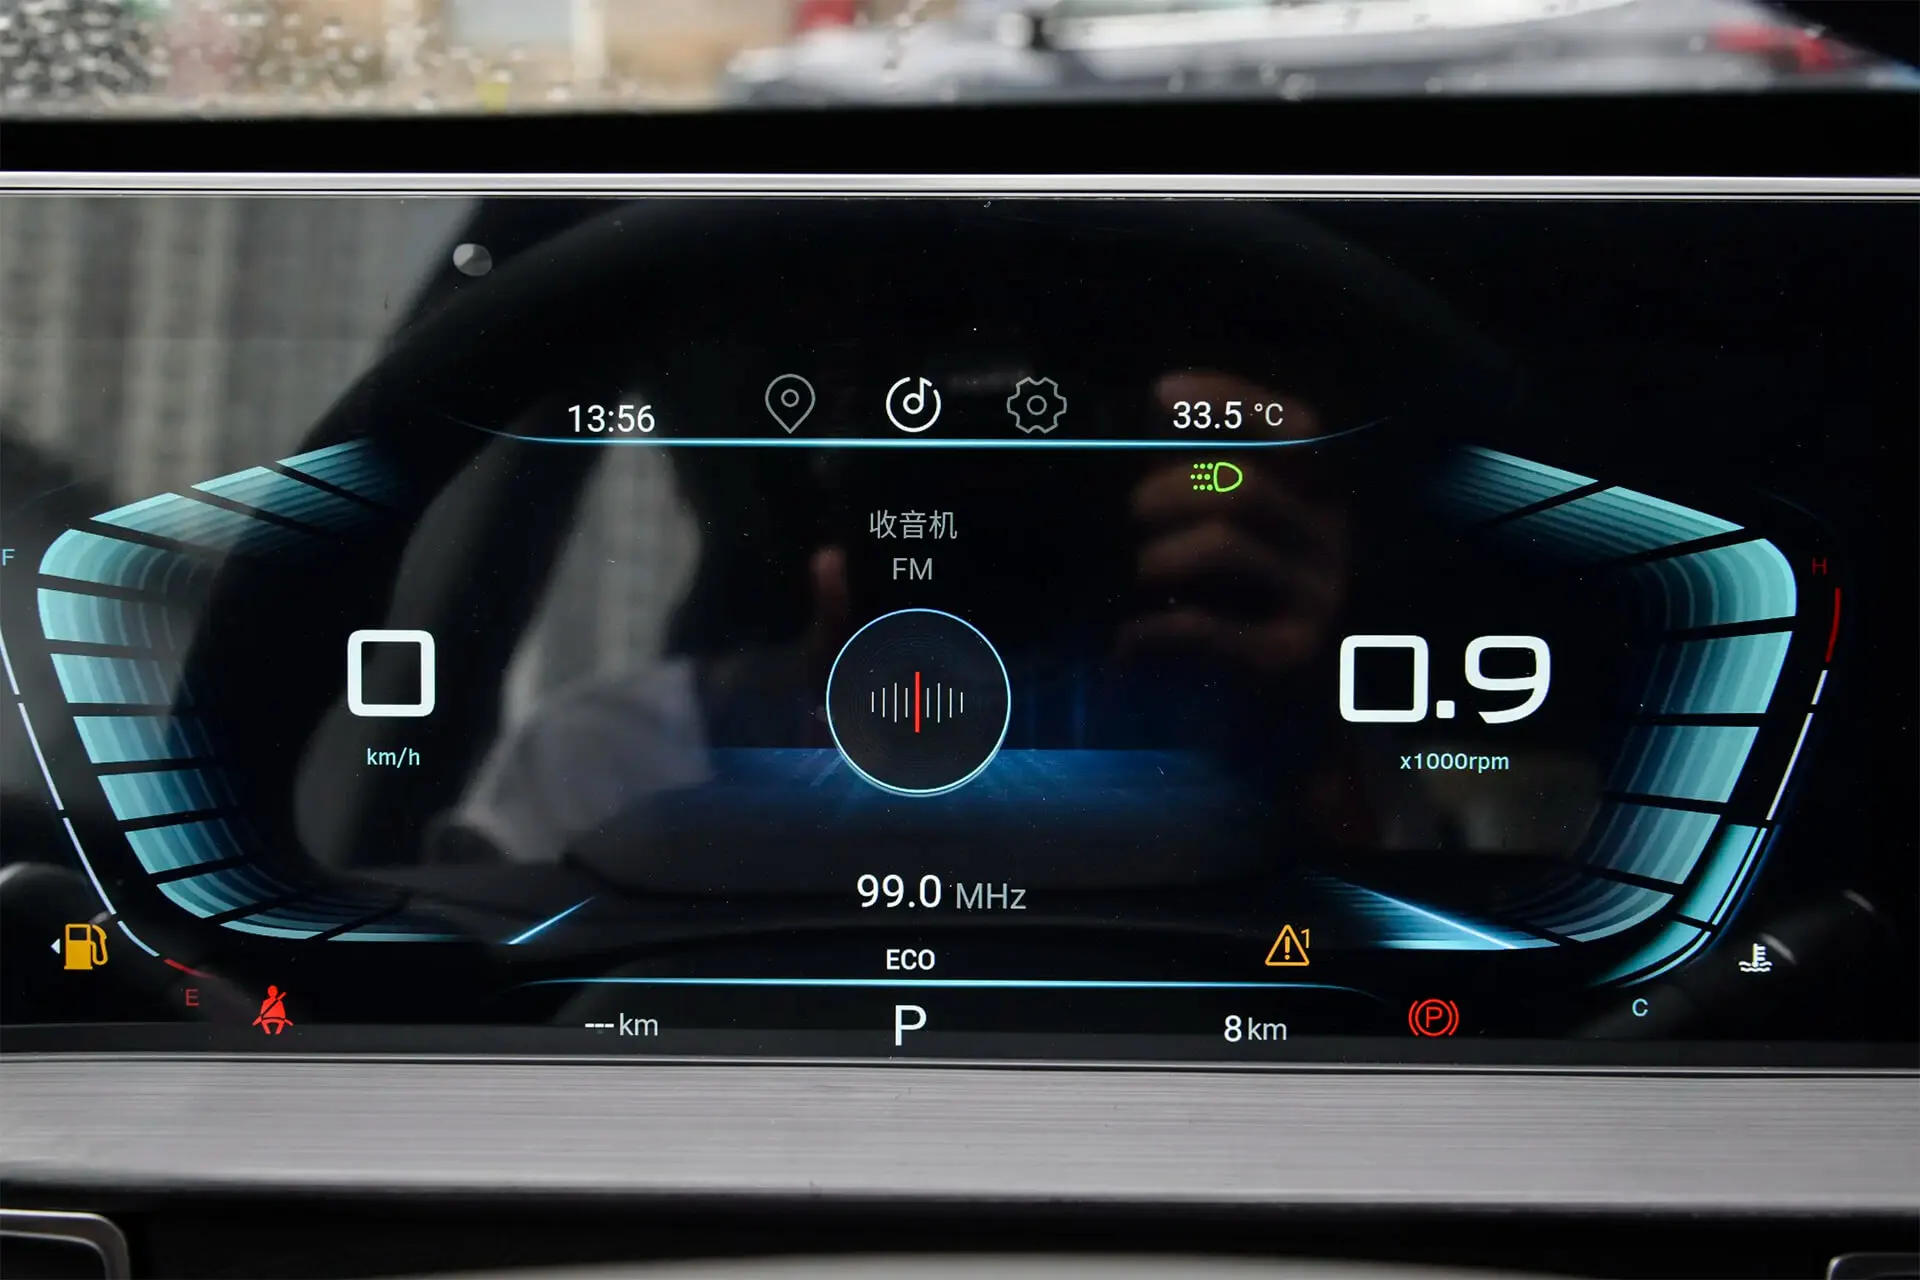 13:56
33.5 °C
收音机
FM
F
H
0
km/h
0.9
x1000rpm
99.0 MHz
ECO
1
E
C
---km
P
8km
P